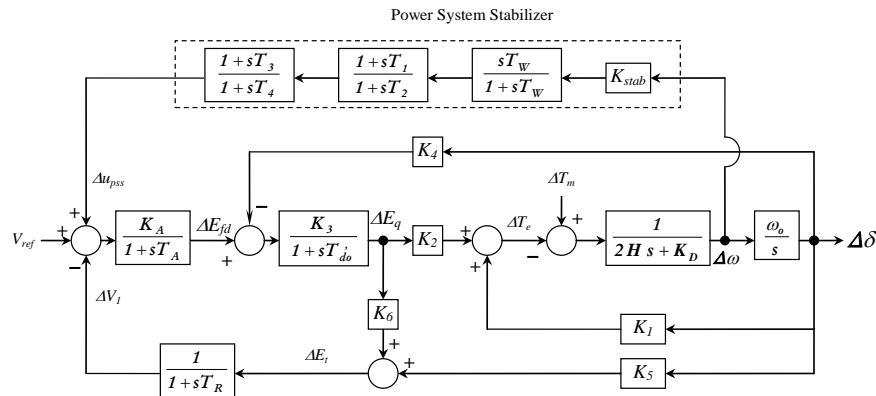 Power System Stabilizer
1 + sT3
1 + sT4
1 + sT1
1 + sT2
sTW
1 + sTW
Kstab
K4
Δupss
ΔTm
Vref
+
+
−
KA
1 + sTA
ΔEfd
−
+
K3
1 + sT'do
ΔEq
K2
+
+
ΔTe
−
+
1
2 H s + KD
Δω
ωo
s
Δδ
ΔV1
K6
K1
+
+
ΔEt
K5
1
1 + sTR